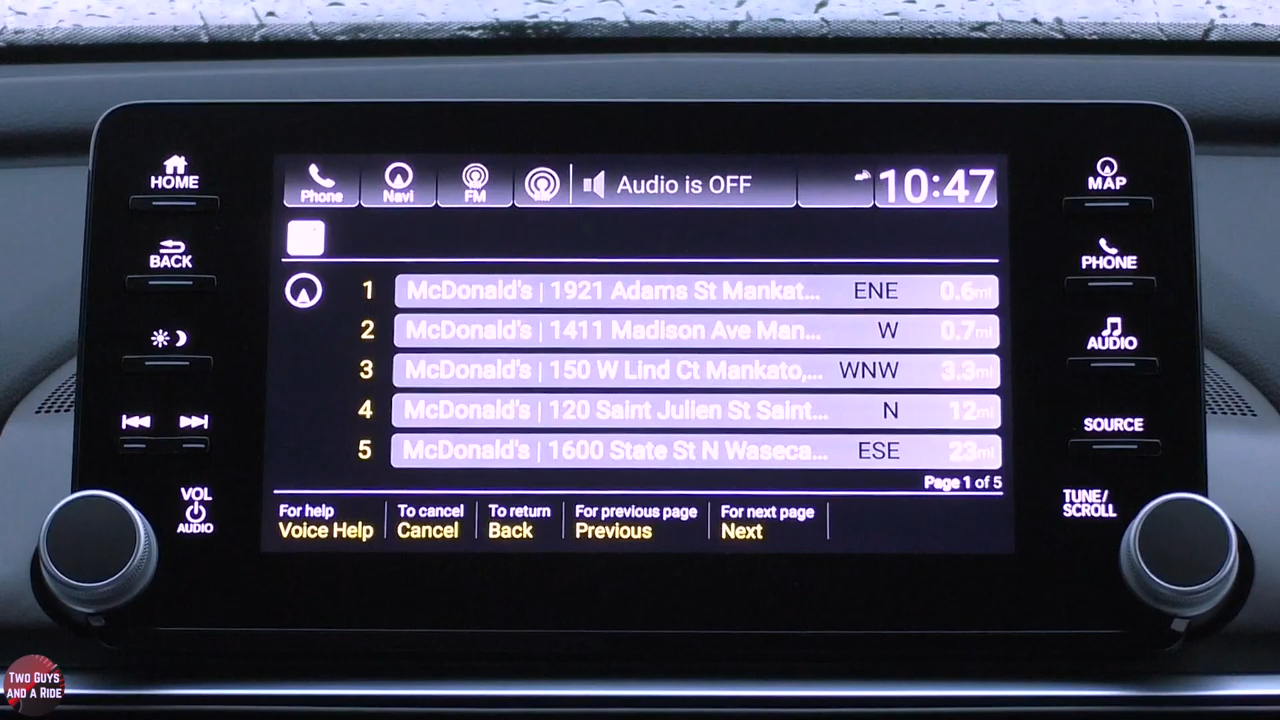 HOME
BACK
VOL
AUDIO
Phone
Navi
FM
Audio is OFF
10:47
1 McDonald's | 1921 Adams St Mankat... ENE 0.6mi
2 McDonald's | 1411 Madison Ave Man... W 0.7mi
3 McDonald's | 150 W Lind Ct Mankato,... WNW 3.3mi
4 McDonald's | 120 Saint Julien St Saint... N 12mi
5 McDonald's | 1600 State St N Waseca... ESE 23mi
Page 1 of 5
For help
Voice Help
To cancel
Cancel
To return
Back
For previous page
Previous
For next page
Next
MAP
PHONE
AUDIO
SOURCE
TUNE/
SCROLL
TWO GUYS
AND A RIDE